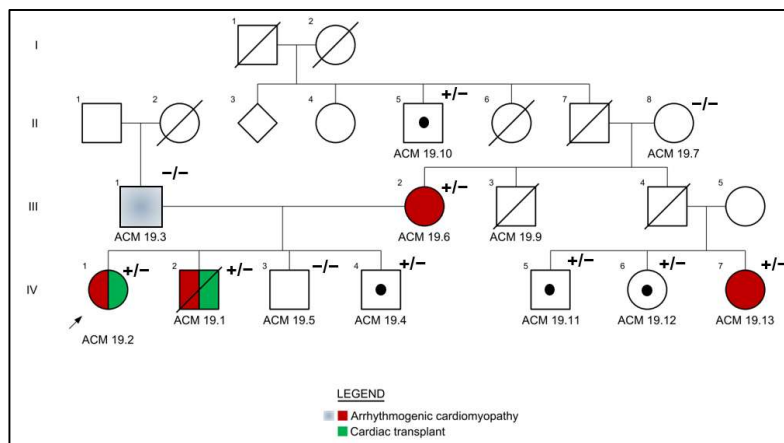 I
1
2
II
1
2
3
4
5
+/−
6
7
8
−/−
ACM 19.10
ACM 19.7
III
1
−/−
2
+/−
3
4
5
ACM 19.3
ACM 19.6
ACM 19.9
IV
1
+/−
2
+/−
3
−/−
4
+/−
5
+/−
6
+/−
7
+/−
ACM 19.2
ACM 19.1
ACM 19.5
ACM 19.4
ACM 19.11
ACM 19.12
ACM 19.13
LEGEND
Arrhythmogenic cardiomyopathy
Cardiac transplant